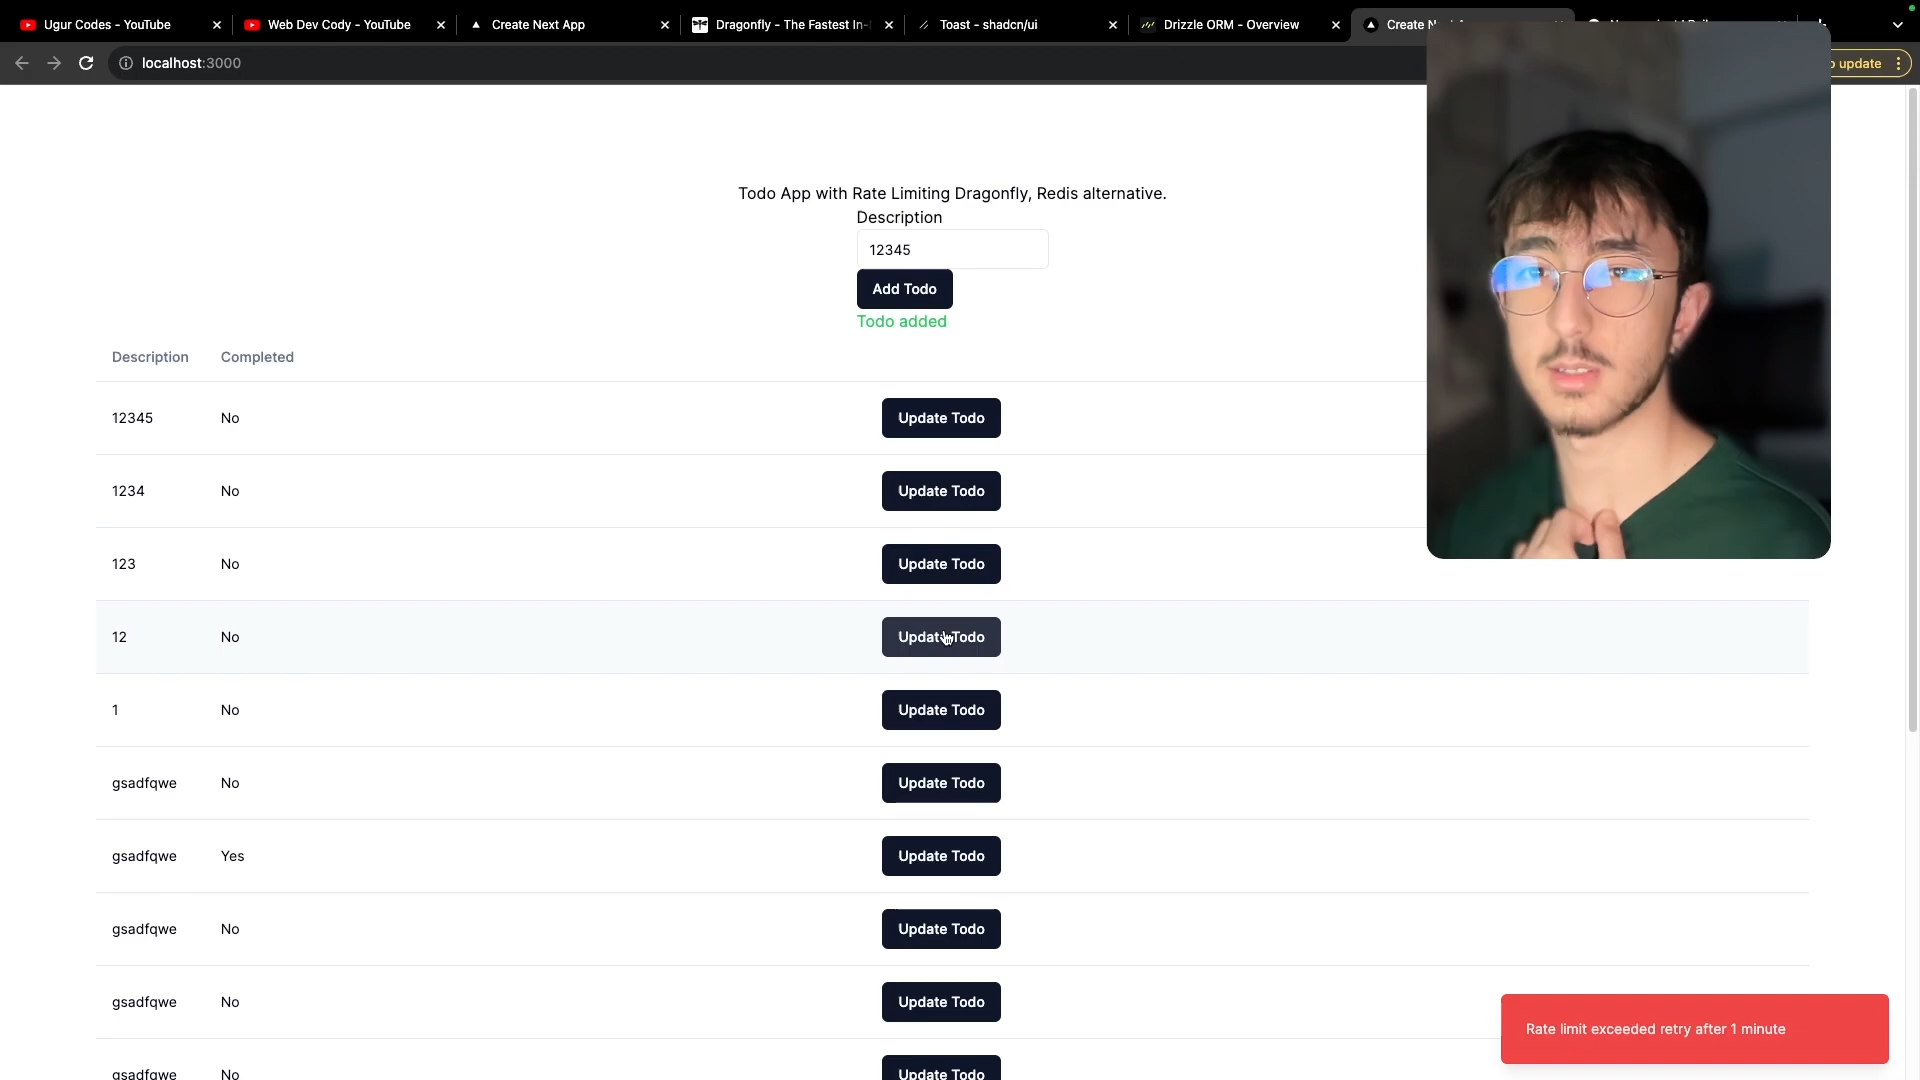 Ugur Codes - YouTube
Web Dev Cody - YouTube
Create Next App
Dragonfly - The Fastest In-
Toast - shadcn/ui
Drizzle ORM - Overview
Create
localhost:3000
update
Todo App with Rate Limiting Dragonfly, Redis alternative.
Description
12345
Add Todo
Todo added
Description Completed
12345 No Update Todo
1234 No Update Todo
123 No Update Todo
12 No Update Todo
1 No Update Todo
gsadfqwe No Update Todo
gsadfqwe Yes Update Todo
gsadfqwe No Update Todo
gsadfqwe No Update Todo
gsadfqwe No Update Todo
Rate limit exceeded retry after 1 minute